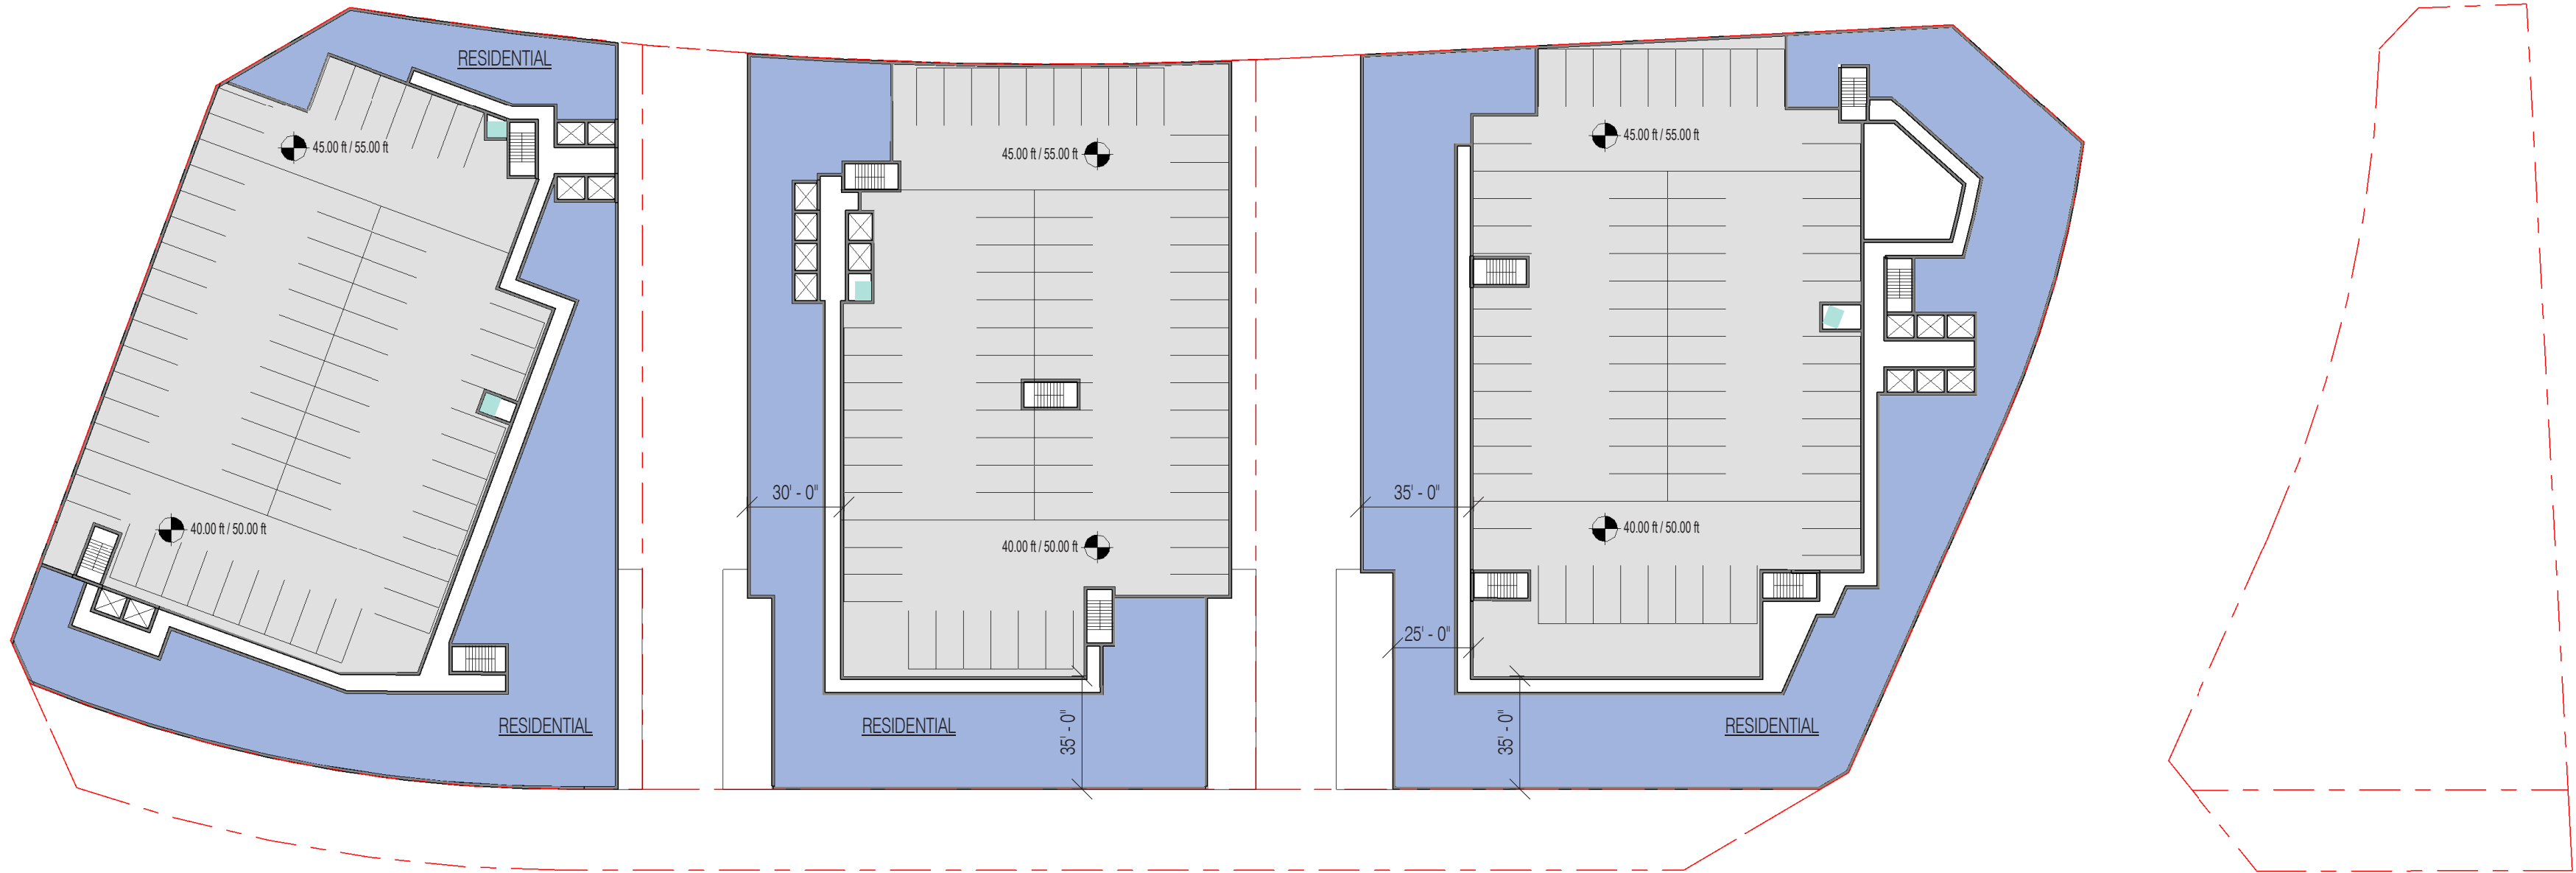 RESIDENTIAL
45.00 ft / 55.00 ft
40.00 ft / 50.00 ft
RESIDENTIAL
45.00 ft / 55.00 ft
30' - 0"
40.00 ft / 50.00 ft
RESIDENTIAL
35' - 0"
45.00 ft / 55.00 ft
35' - 0"
40.00 ft / 50.00 ft
25' - 0"
35' - 0"
RESIDENTIAL